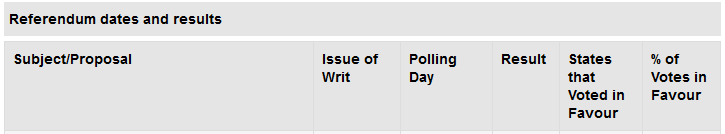 Referendum dates and results
Subject/Proposal
Issue of
Writ
Polling
Day
Result
States
that
Voted in
Favour
% of
Votes in
Favour